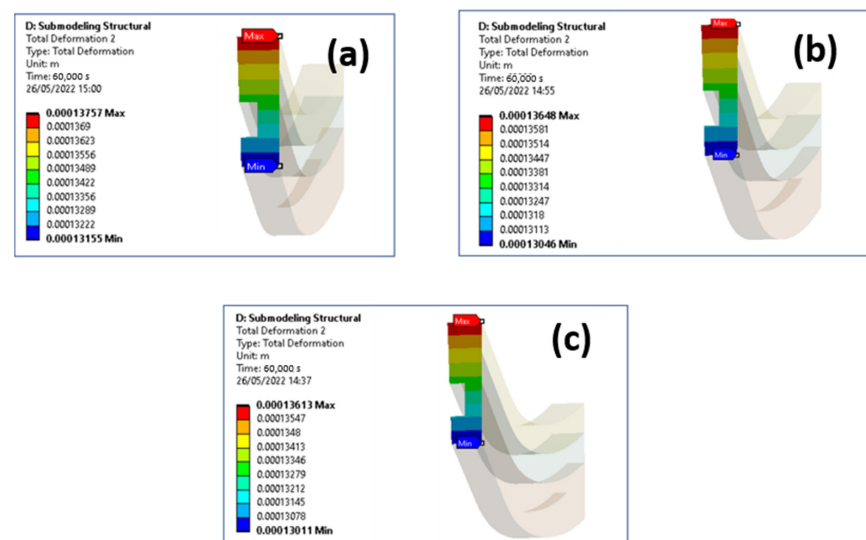 D: Submodeling Structural
Total Deformation 2
Type: Total Deformation
Unit: m
Time: 60,000 s
26/05/2022 15:00
0.00013757 Max
0.0001369
0.00013623
0.00013556
0.00013489
0.00013422
0.00013356
0.00013289
0.00013222
0.00013155 Min
Max
Min
(a)
D: Submodeling Structural
Total Deformation 2
Type: Total Deformation
Unit: m
Time: 60,000 s
26/05/2022 14:55
0.00013648 Max
0.00013581
0.00013514
0.00013447
0.00013381
0.00013314
0.00013247
0.0001318
0.00013113
0.00013046 Min
Max
Min
(b)
D: Submodeling Structural
Total Deformation 2
Type: Total Deformation
Unit: m
Time: 60,000 s
26/05/2022 14:37
0.00013613 Max
0.00013547
0.0001348
0.00013413
0.00013346
0.00013279
0.00013212
0.00013145
0.00013078
0.00013011 Min
Max
Min
(c)